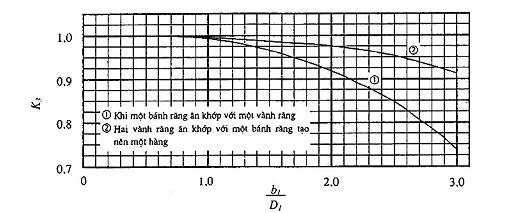 1.0
②
0.9
①
K₁
① Khi một bánh răng ăn khớp với một vành răng
0.8
② Hai vành răng ăn khớp với một bánh răng tạo
nên một hàng
0.7
0
1,0
2.0
3.0
b₁
D₁